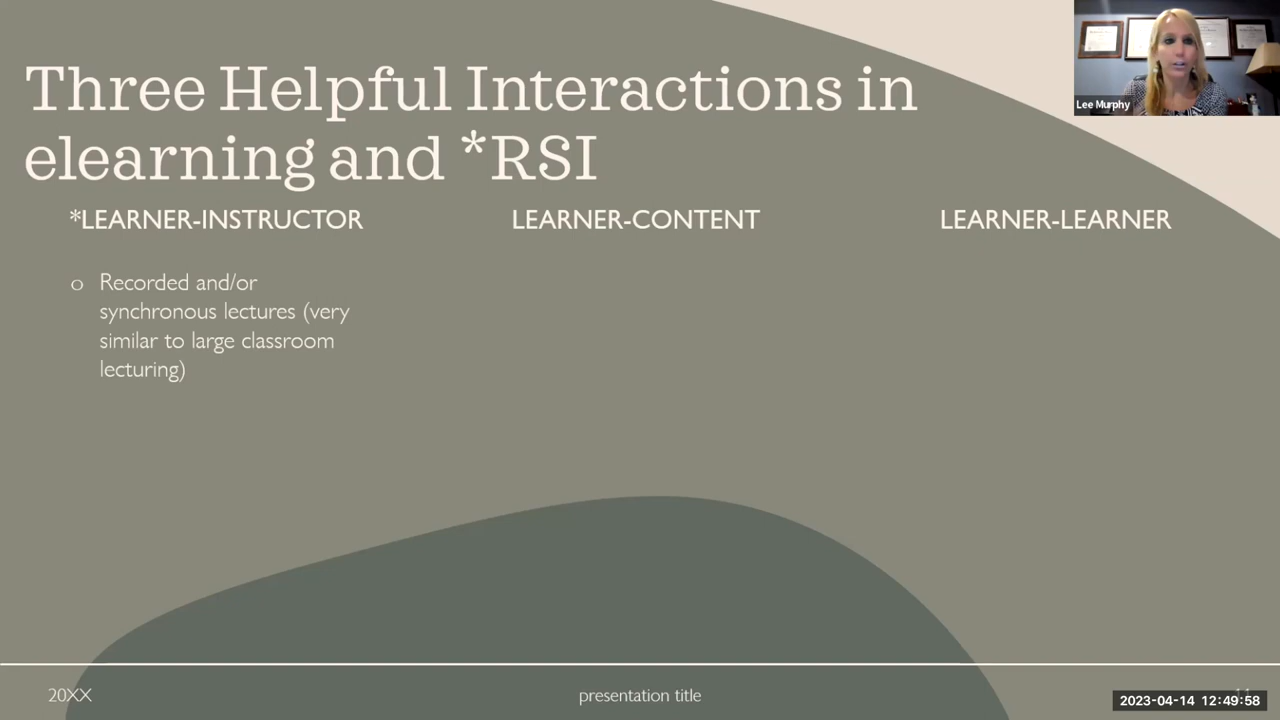 Three Helpful Interactions in
elearning and *RSI
Lee Murphy
*LEARNER-INSTRUCTOR
LEARNER-CONTENT
LEARNER-LEARNER
o Recorded and/or
synchronous lectures (very
similar to large classroom
lecturing)
20XX
presentation title
2023-04-14 12:49:58